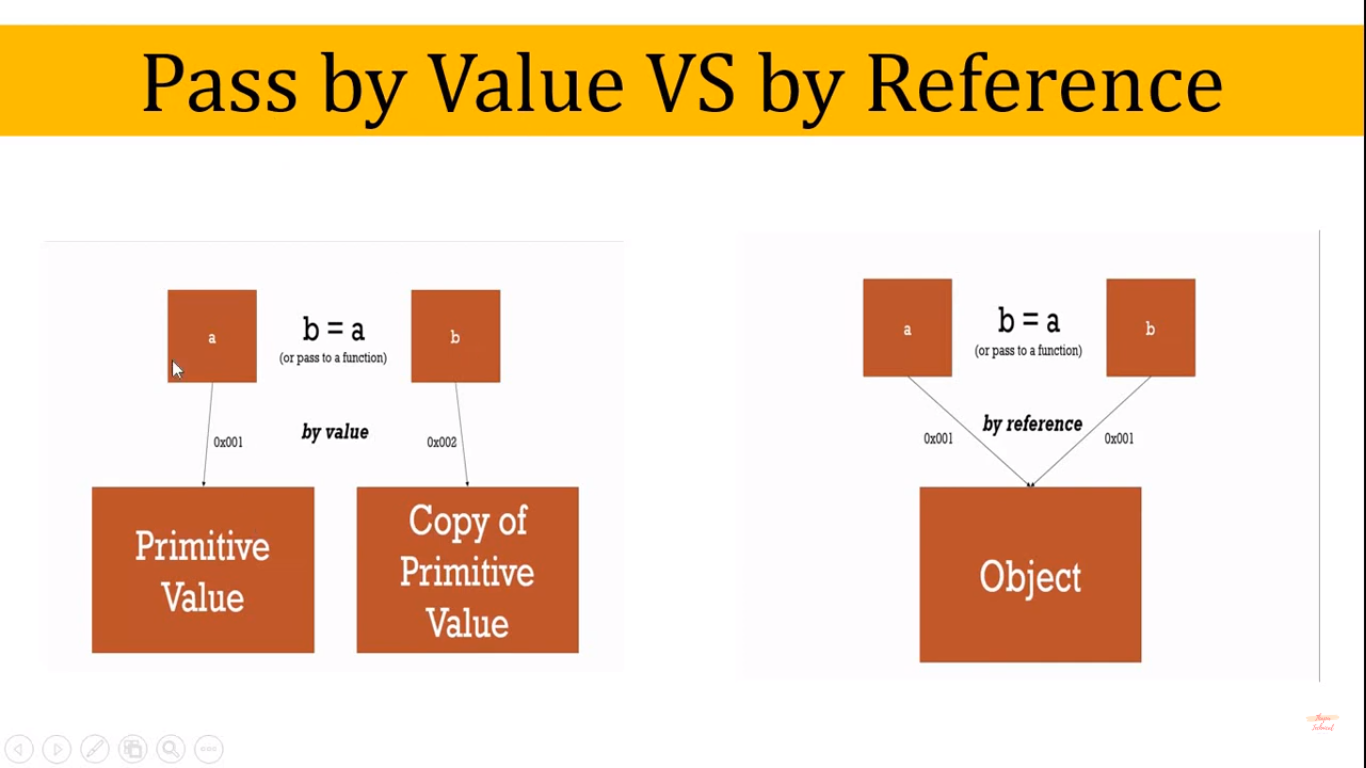 Pass by Value VS by Reference
a
b = a
(or pass to a function)
b
0x001
by value
0x002
Primitive
Value
Copy of
Primitive
Value
a
b = a
(or pass to a function)
b
0x001
by reference
0x001
Object
Technical